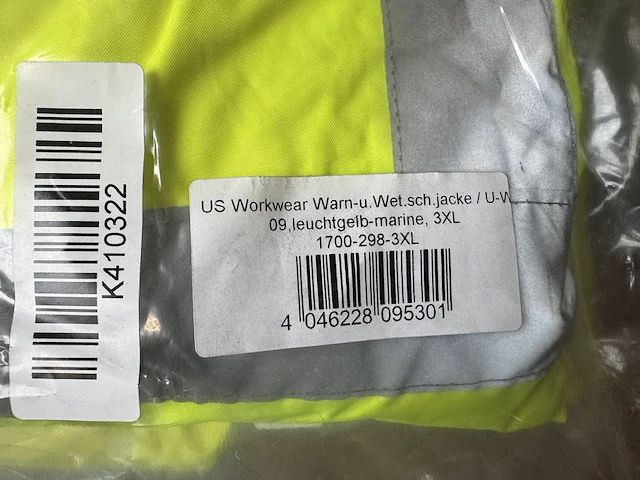 K410322
US Workwear Warn-u.Wet.sch.jacke / U-W
09,leuchtgelb-marine, 3XL
1700-298-3XL
4 046228 095301